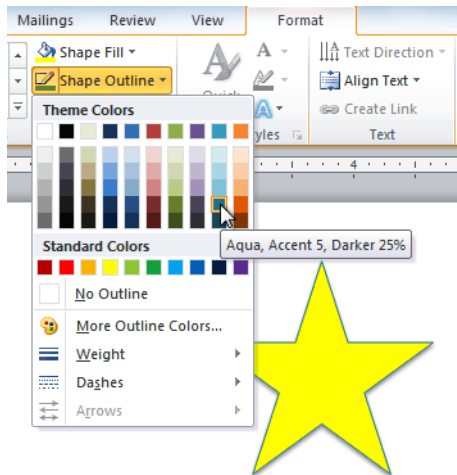 Mailings Review View Format
Shape Fill
Shape Outline
A Text Direction
Align Text
Create Link
Text
Theme Colors
4
Aqua, Accent 5, Darker 25%
Standard Colors
No Outline
More Outline Colors...
Weight
Dashes
Arrows